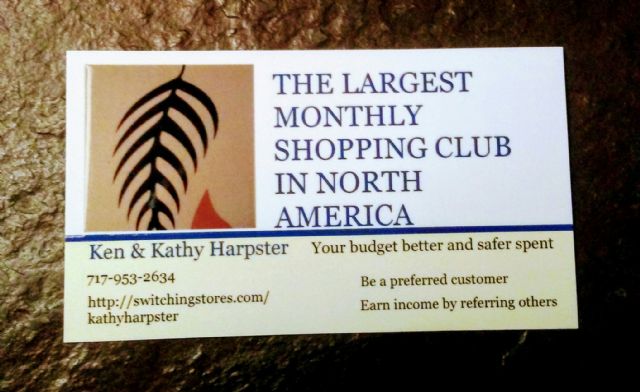 THE LARGEST
MONTHLY
SHOPPING CLUB
IN NORTH
AMERICA
Ken & Kathy Harpster
Your budget better and safer spent
717-953-2634
http://switchingstores.com/
kathyharpster
Be a preferred customer
Earn income by referring others